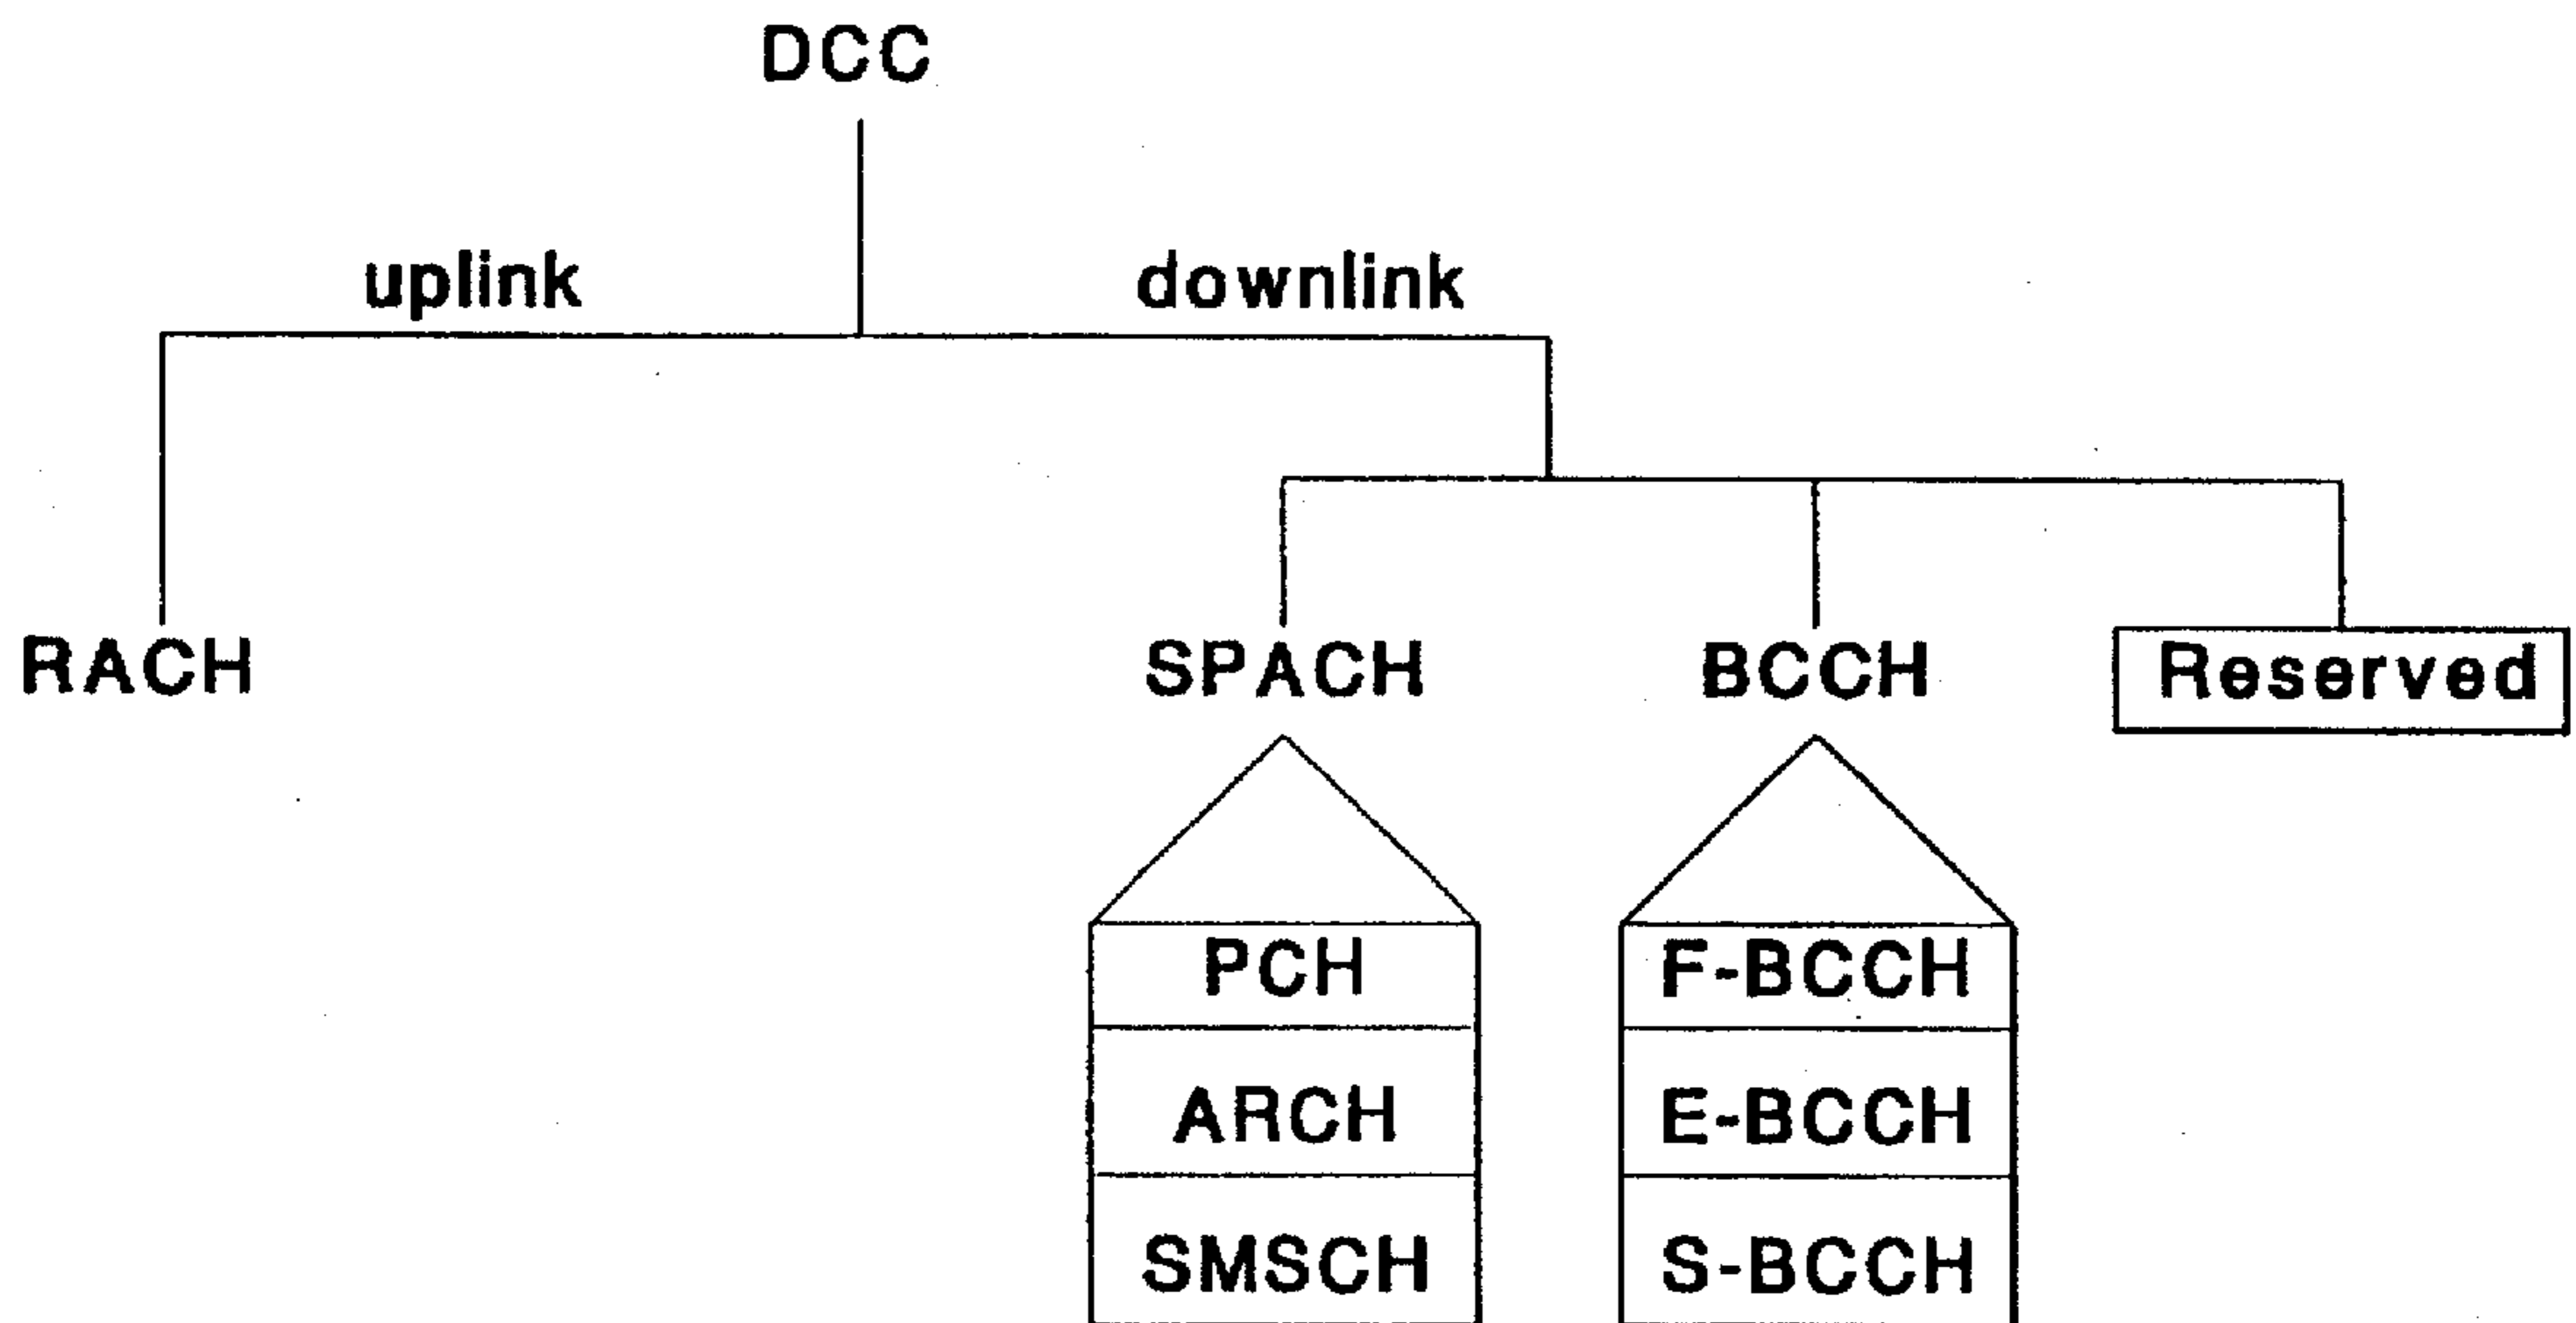 DCC
uplink downlink
RACH SPACH BCCH Reserved
PCH F-BCCH
ARCH E-BCCH
SMSCH S-BCCH